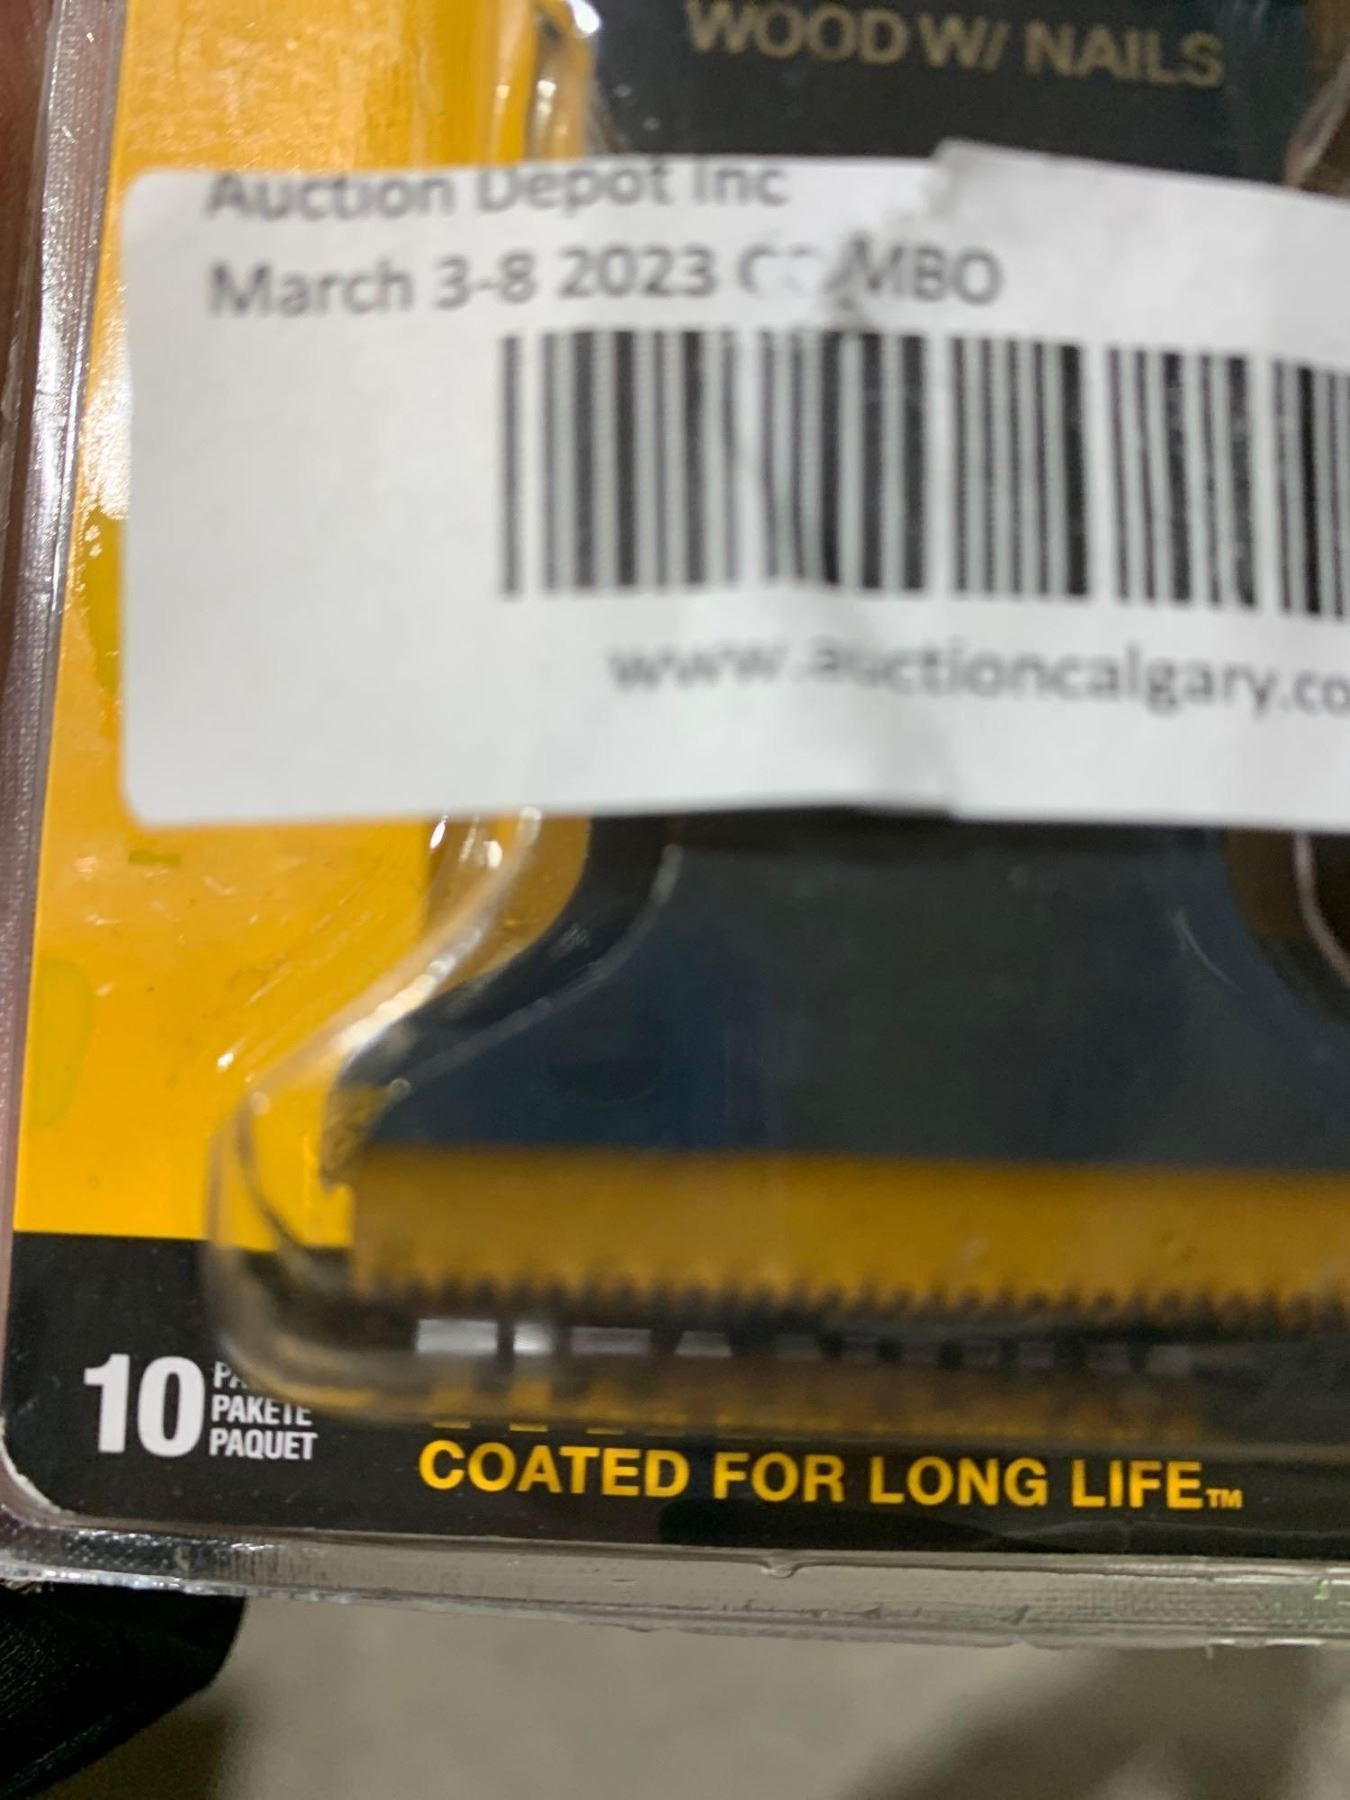 WOOD W/ NAILS
Auction Depot Inc
March 3-8 2023 COMBO
www.auctioncalgary.co
10
PAKETE
PAQUET
COATED FOR LONG LIFE™